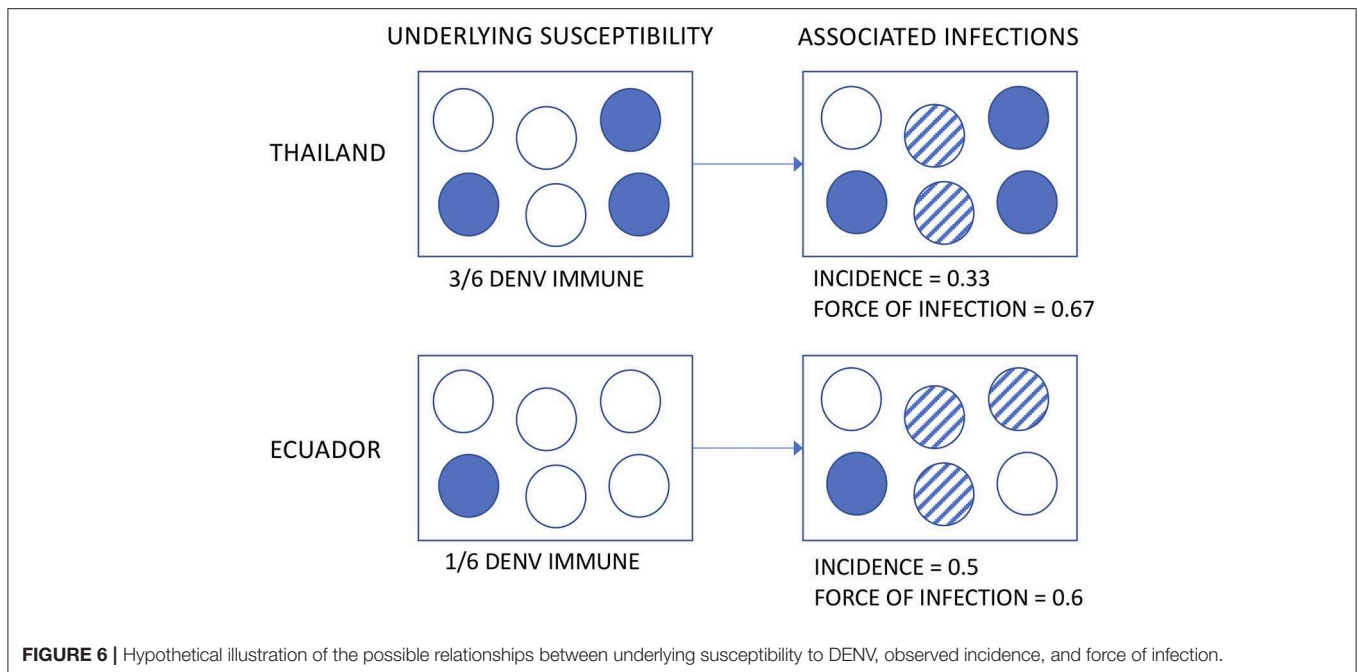 UNDERLYING SUSCEPTIBILITY
ASSOCIATED INFECTIONS
THAILAND
3/6 DENV IMMUNE
INCIDENCE = 0.33
FORCE OF INFECTION = 0.67
ECUADOR
1/6 DENV IMMUNE
INCIDENCE = 0.5
FORCE OF INFECTION = 0.6
FIGURE 6 | Hypothetical illustration of the possible relationships between underlying susceptibility to DENV, observed incidence, and force of infection.